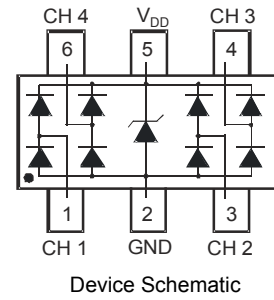 CH 4 V_DD CH 3
6 5 4
1 2 3
CH 1 GND CH 2
Device Schematic